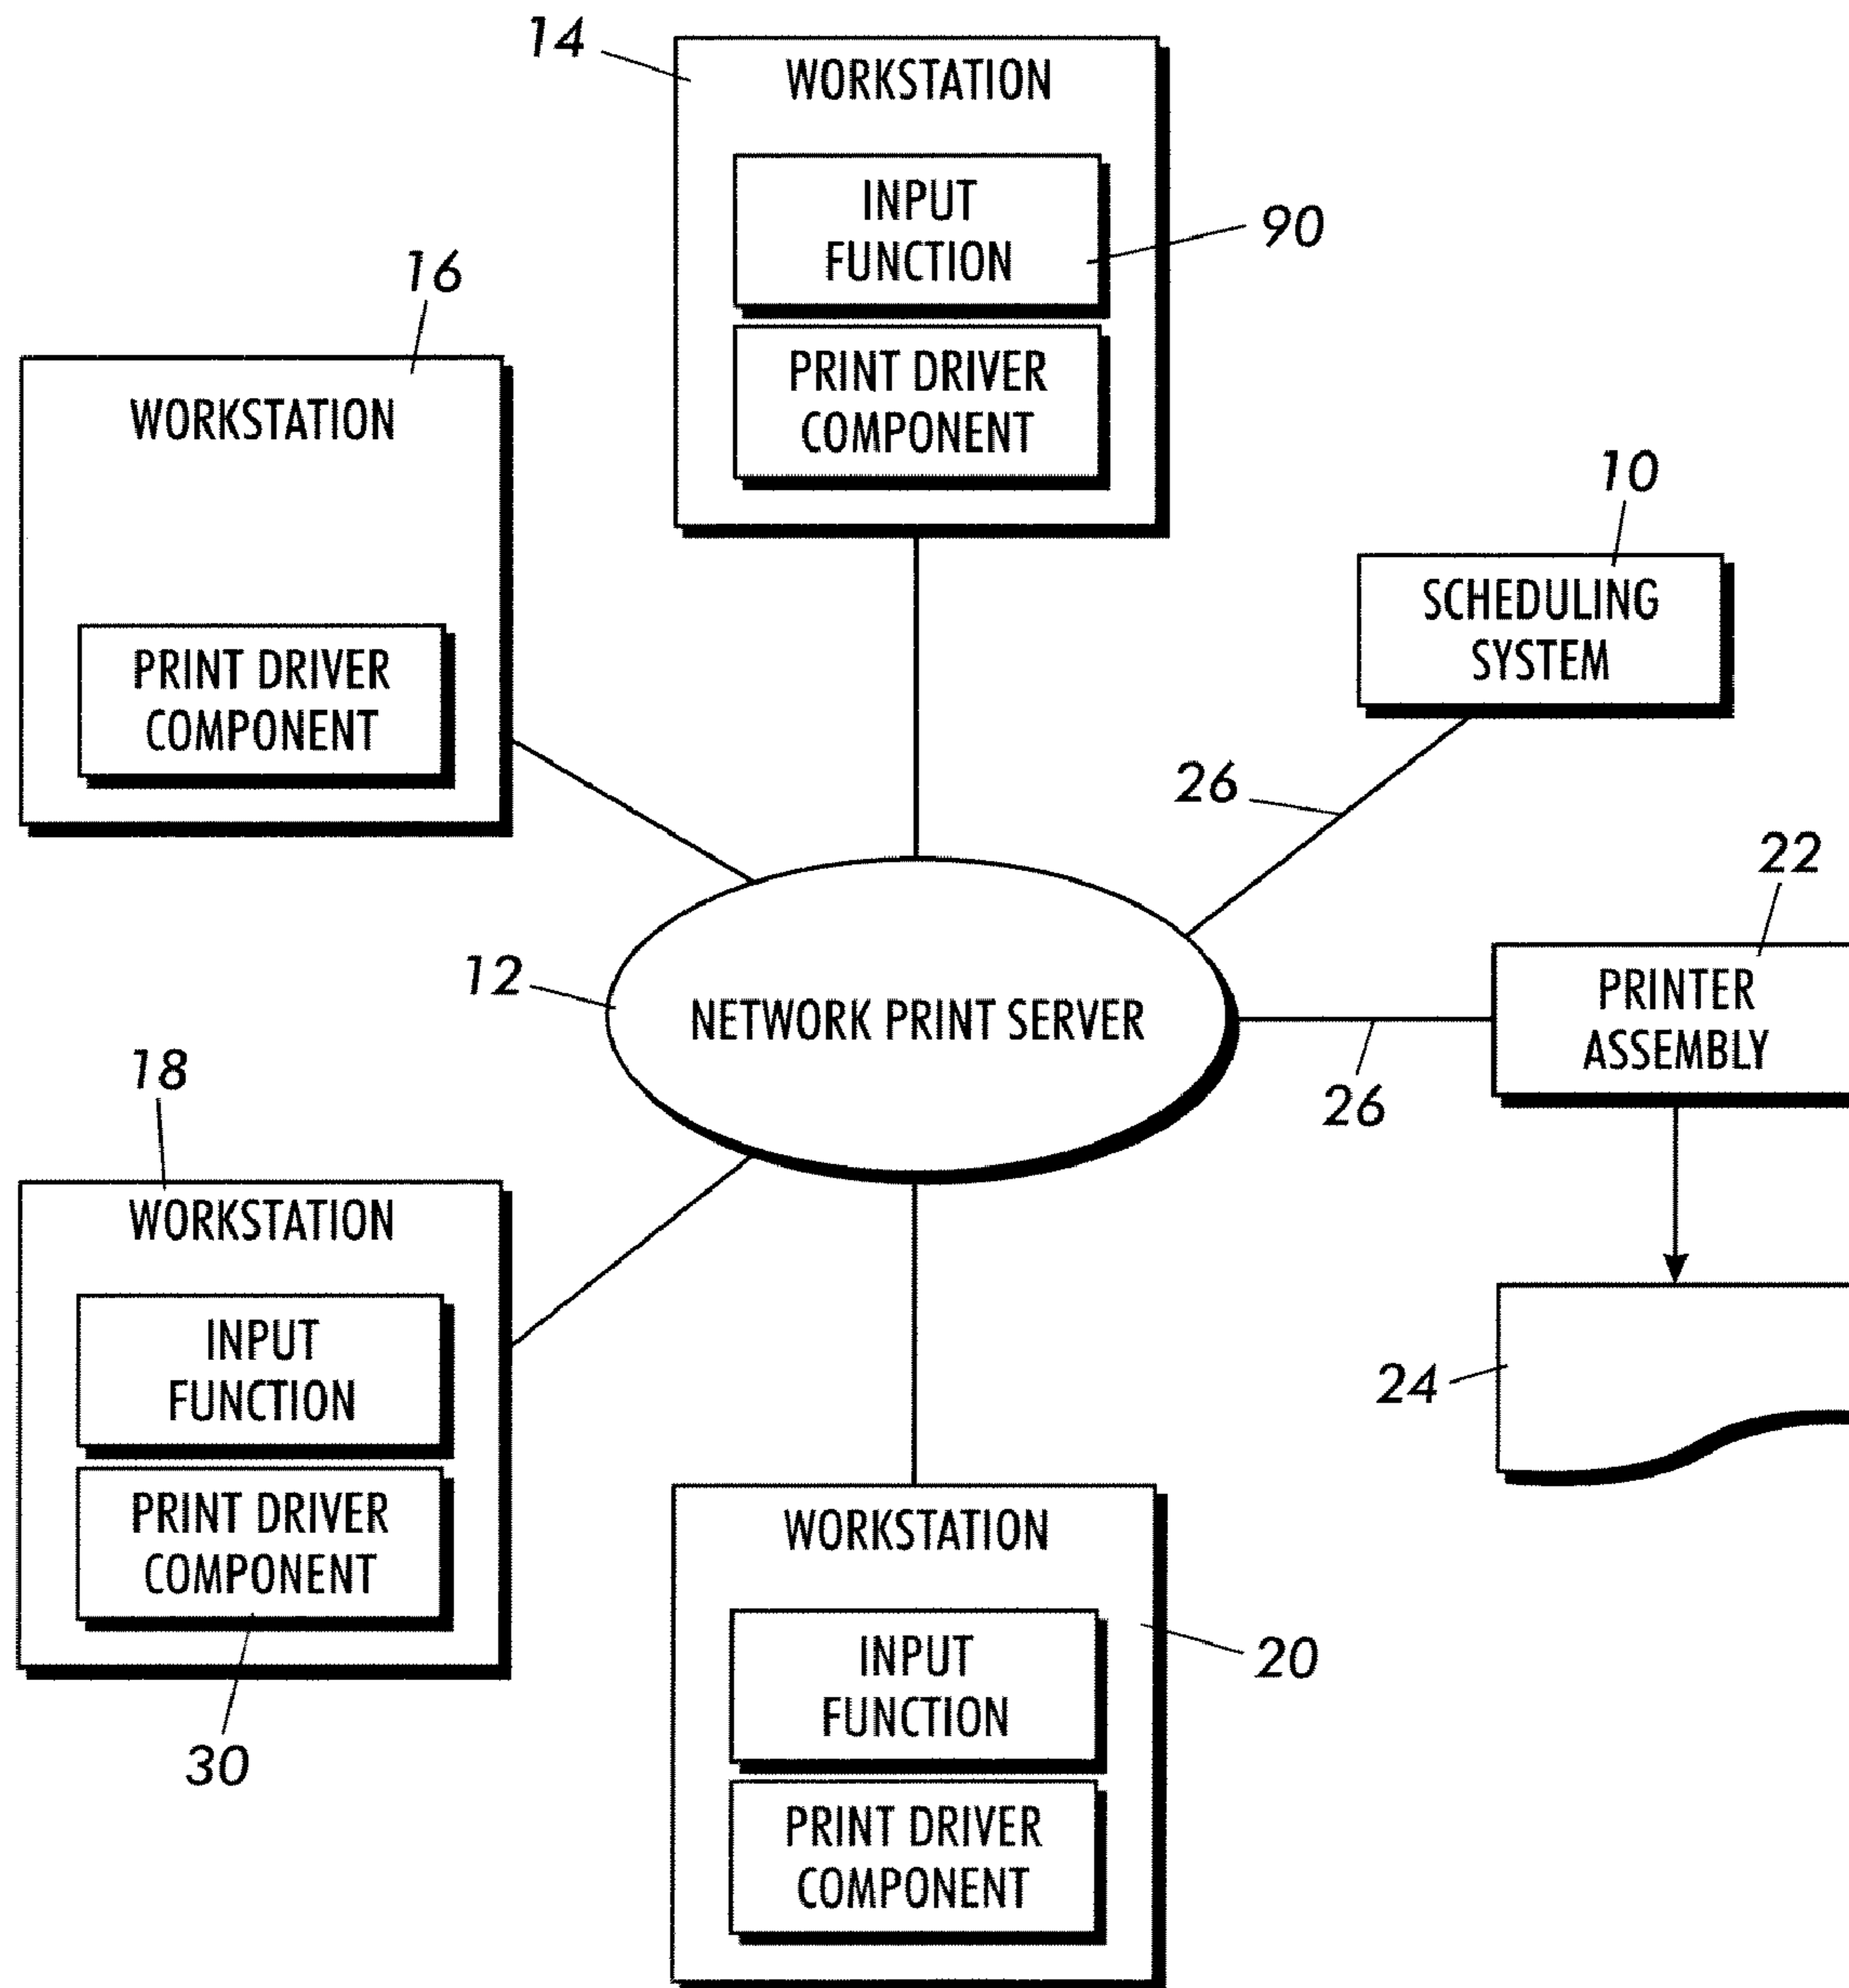 14
WORKSTATION
INPUT
FUNCTION
90
PRINT DRIVER
COMPONENT
16
WORKSTATION
PRINT DRIVER
COMPONENT
10
SCHEDULING
SYSTEM
26
22
PRINTER
ASSEMBLY
12
NETWORK PRINT SERVER
26
18
WORKSTATION
INPUT
FUNCTION
PRINT DRIVER
COMPONENT
30
24
WORKSTATION
INPUT
FUNCTION
20
PRINT DRIVER
COMPONENT